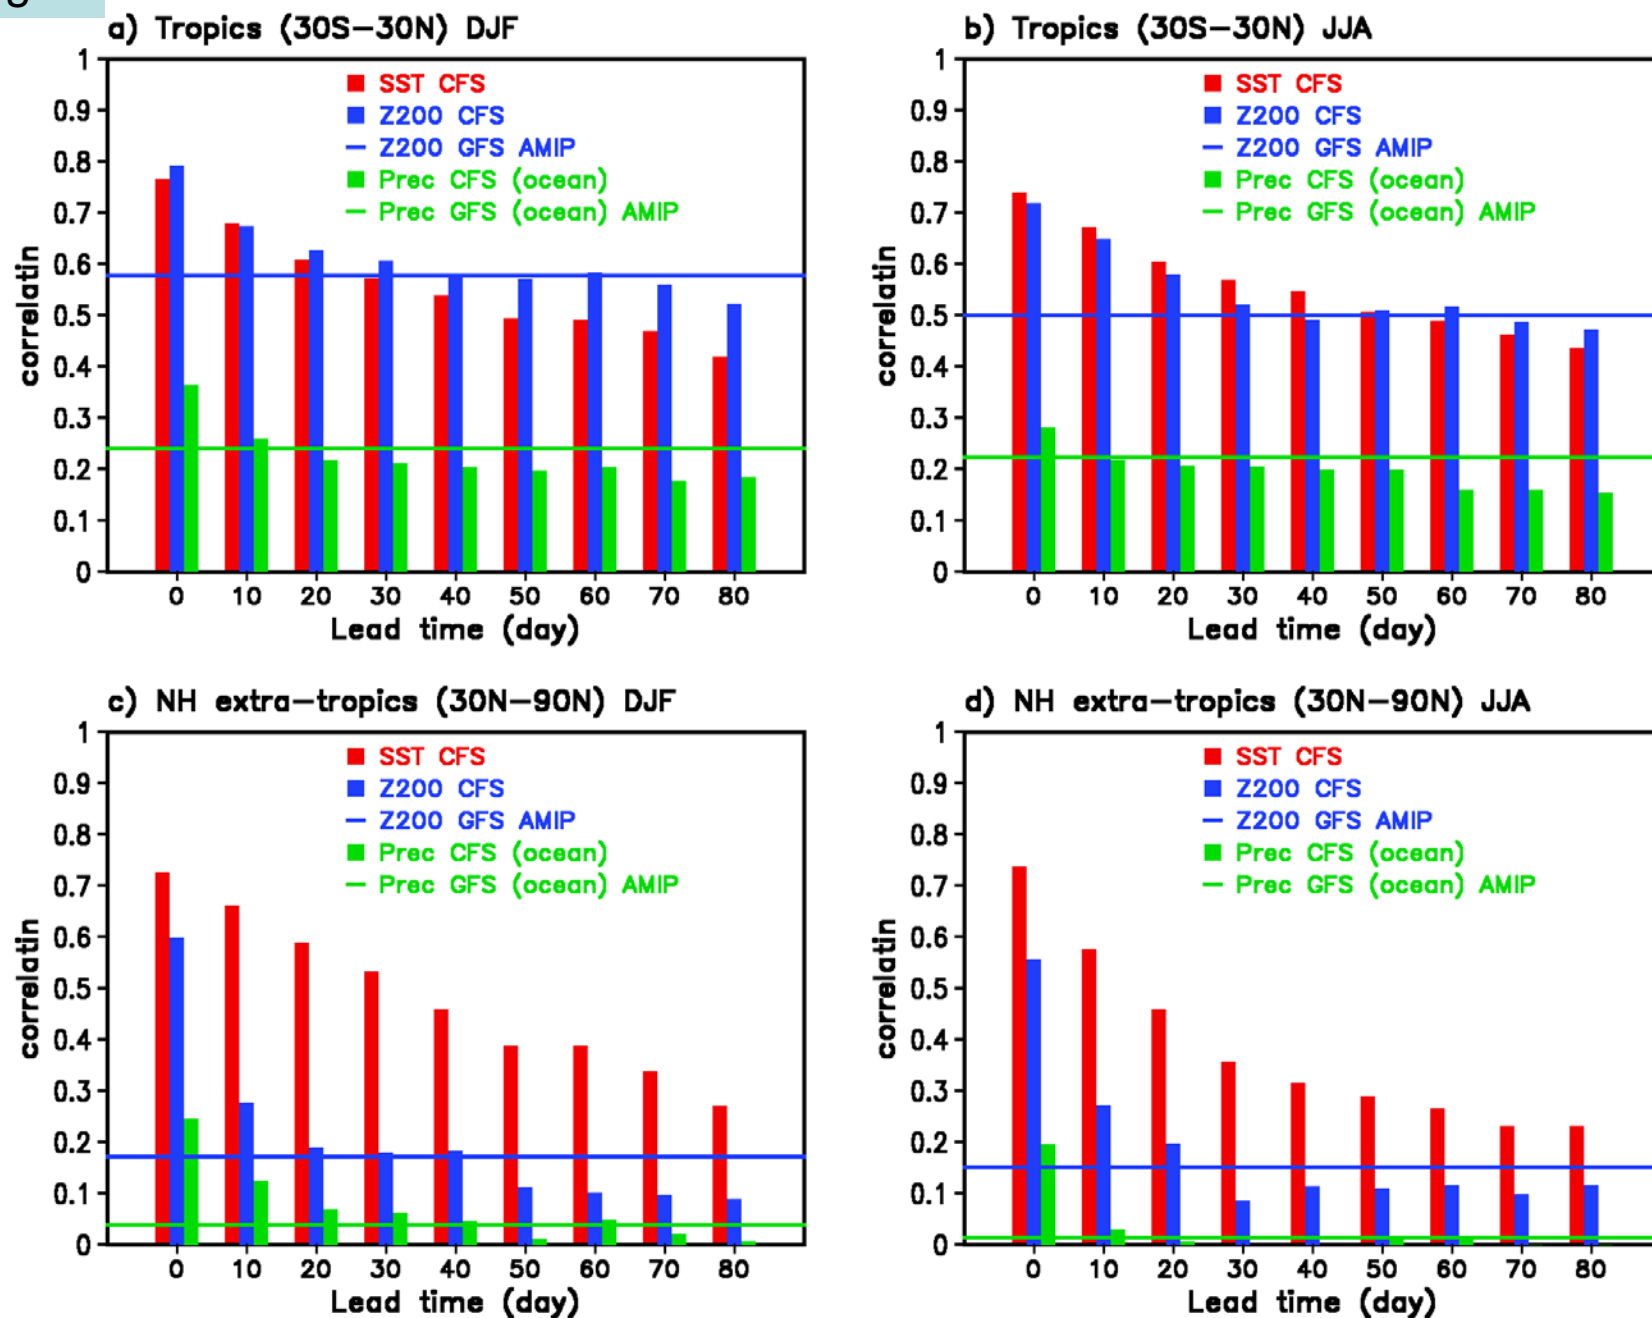 a) Tropics (30S-30N) DJF
SST CFS
Z200 CFS
Z200 GFS AMIP
Prec CFS (ocean)
Prec GFS (ocean) AMIP
correlatin
1
0.9
0.8
0.7
0.6
0.5
0.4
0.3
0.2
0.1
0
0 10 20 30 40 50 60 70 80
Lead time (day)
b) Tropics (30S-30N) JJA
SST CFS
Z200 CFS
Z200 GFS AMIP
Prec CFS (ocean)
Prec GFS (ocean) AMIP
correlatin
1
0.9
0.8
0.7
0.6
0.5
0.4
0.3
0.2
0.1
0
0 10 20 30 40 50 60 70 80
Lead time (day)
c) NH extra-tropics (30N-90N) DJF
SST CFS
Z200 CFS
Z200 GFS AMIP
Prec CFS (ocean)
Prec GFS (ocean) AMIP
correlatin
1
0.9
0.8
0.7
0.6
0.5
0.4
0.3
0.2
0.1
0
0 10 20 30 40 50 60 70 80
Lead time (day)
d) NH extra-tropics (30N-90N) JJA
SST CFS
Z200 CFS
Z200 GFS AMIP
Prec CFS (ocean)
Prec GFS (ocean) AMIP
correlatin
1
0.9
0.8
0.7
0.6
0.5
0.4
0.3
0.2
0.1
0
0 10 20 30 40 50 60 70 80
Lead time (day)